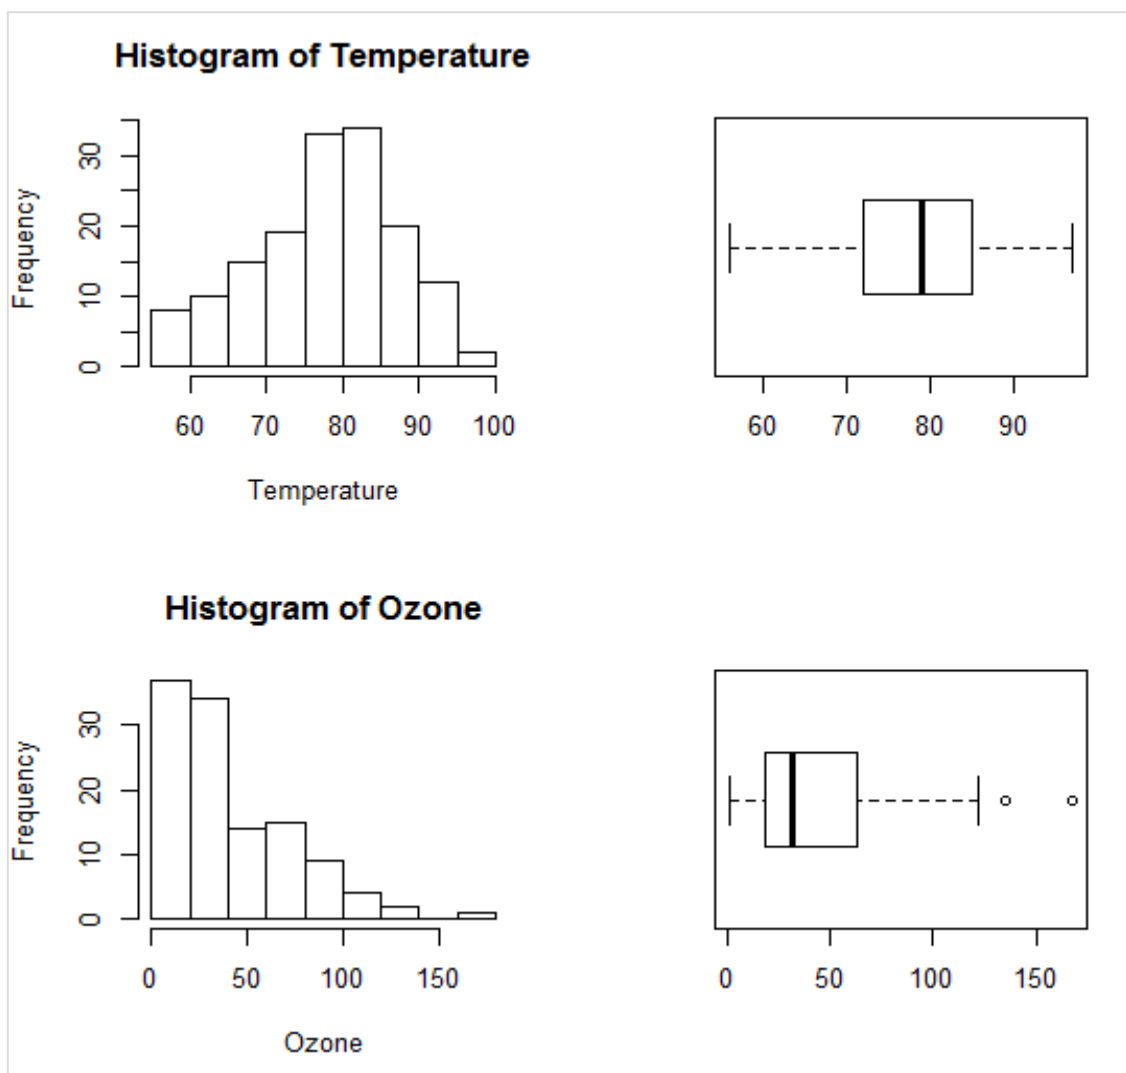 Histogram of Temperature
Frequency
0 10 20 30
60 70 80 90 100
Temperature
60 70 80 90
Histogram of Ozone
Frequency
0 10 20 30
0 50 100 150
Ozone
0 50 100 150